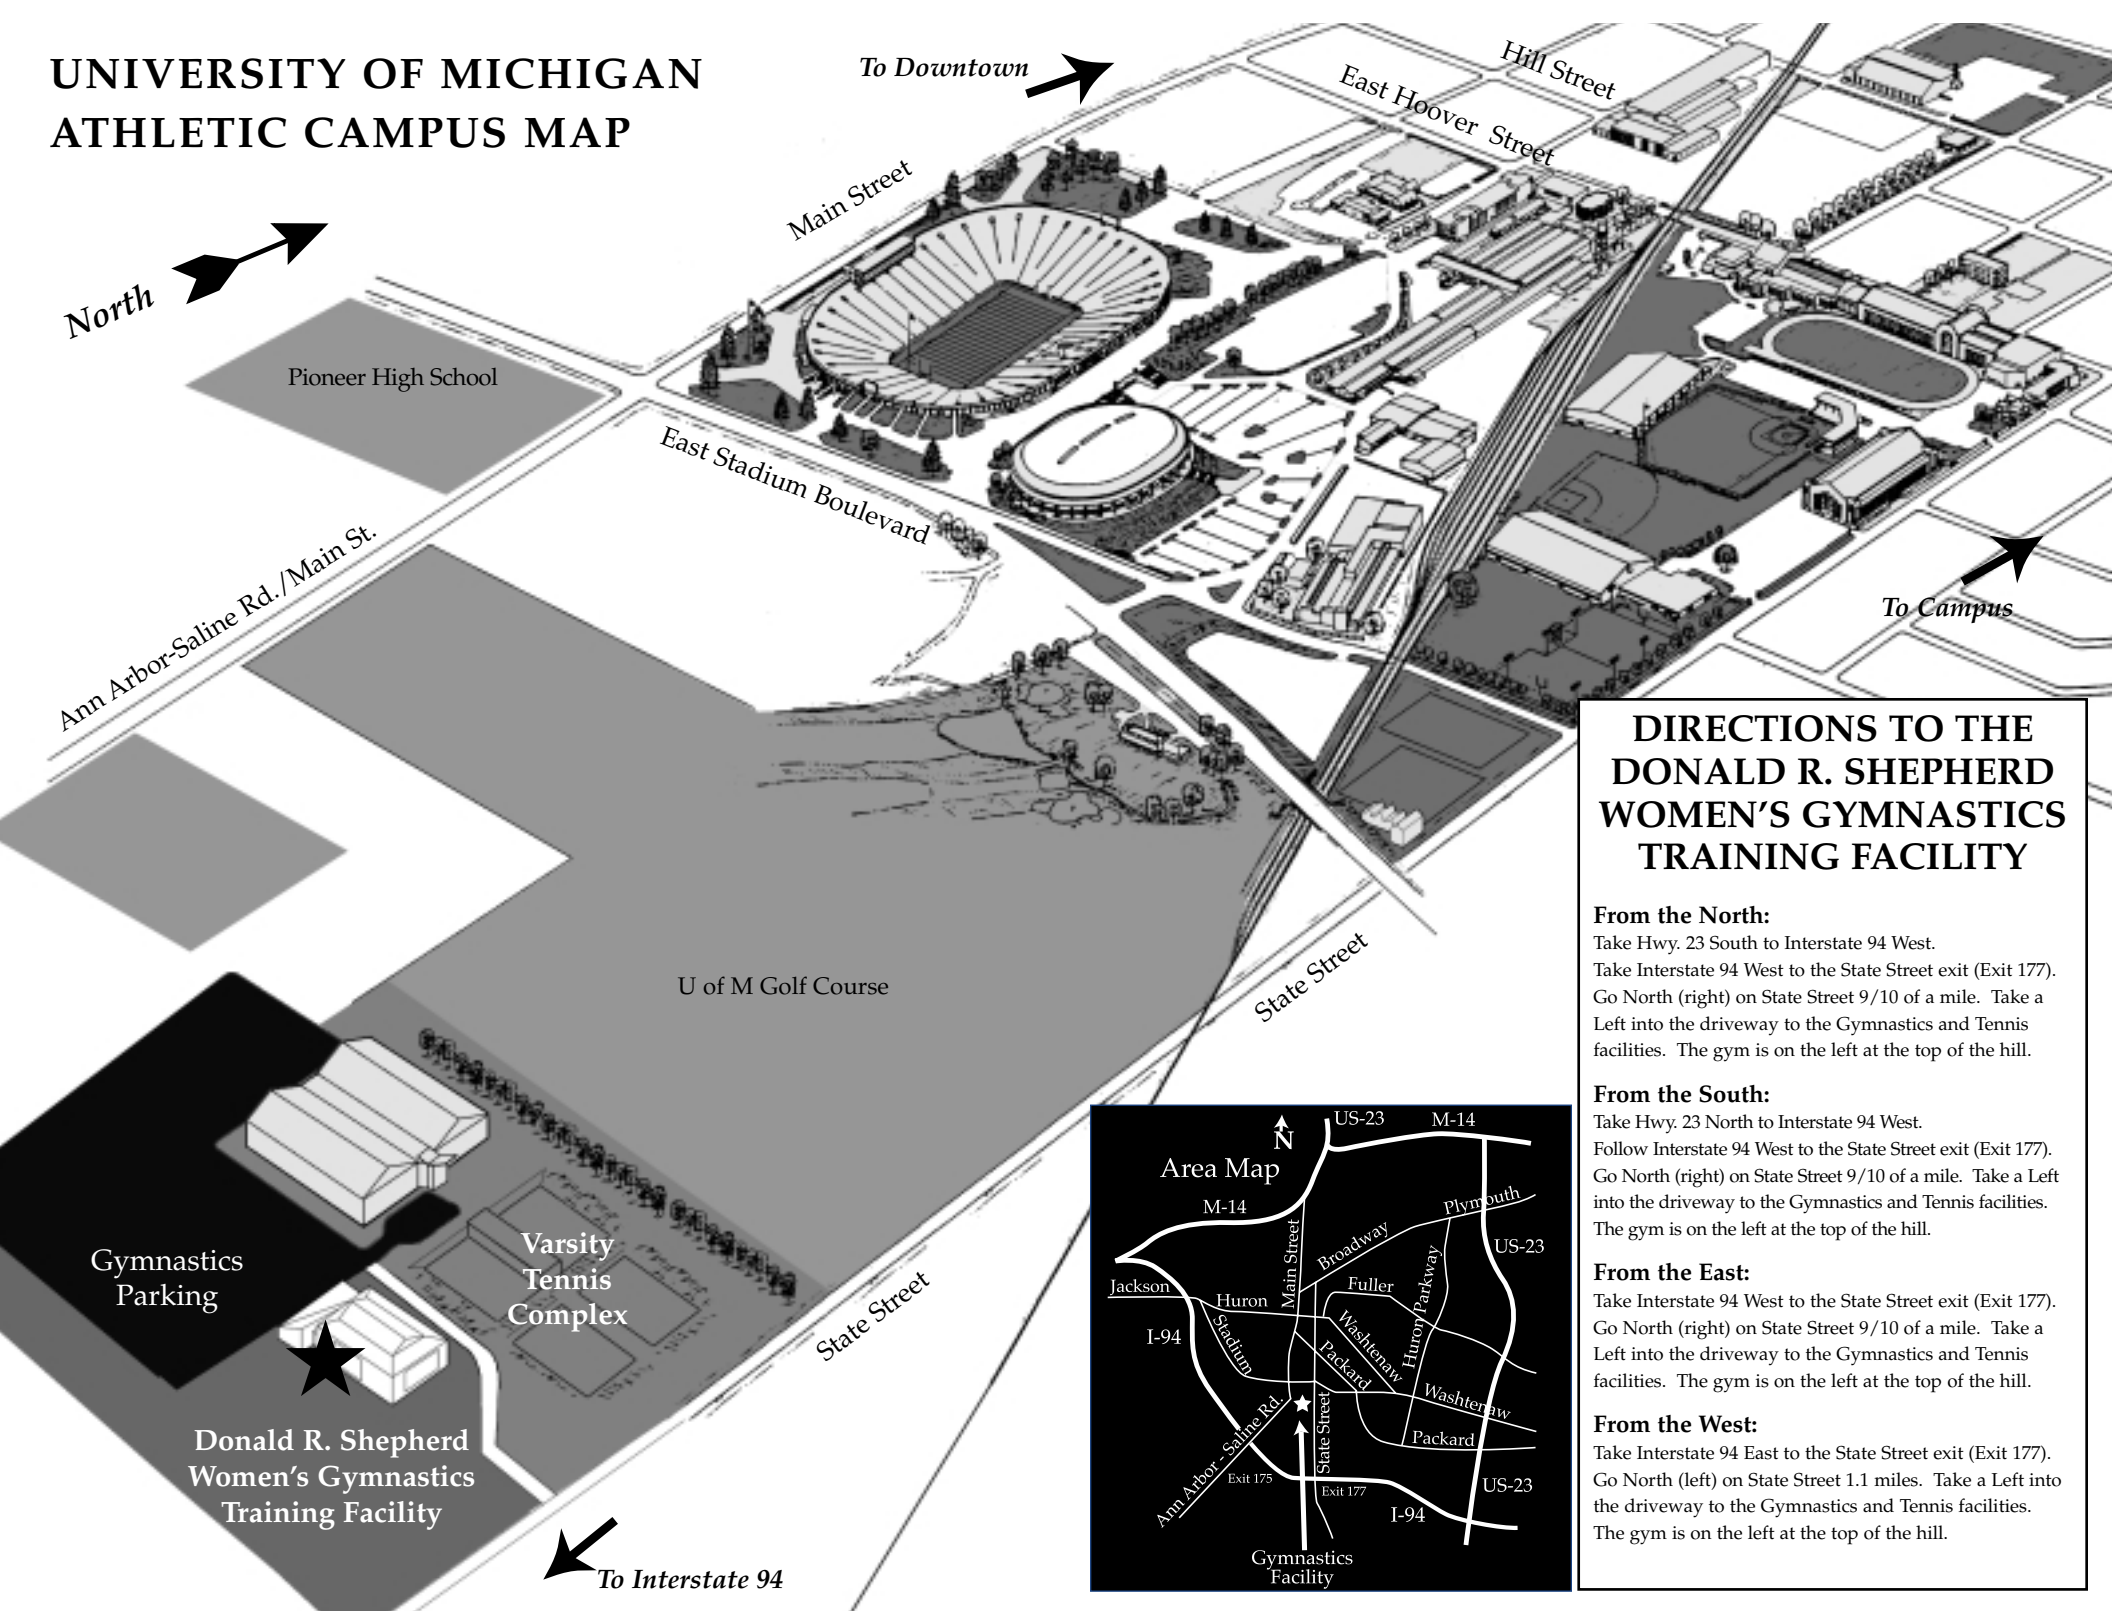 UNIVERSITY OF MICHIGAN
ATHLETIC CAMPUS MAP
To Downtown
Hill Street
East Hoover Street
Main Street
North
Pioneer High School
East Stadium Boulevard
Ann Arbor-Saline Rd./Main St.
To Campus
U of M Golf Course
State Street
Gymnastics
Parking
Varsity
Tennis
Complex
State Street
Donald R. Shepherd
Women's Gymnastics
Training Facility
To Interstate 94
DIRECTIONS TO THE
DONALD R. SHEPHERD
WOMEN'S GYMNASTICS
TRAINING FACILITY
From the North:
Take Hwy. 23 South to Interstate 94 West.
Take Interstate 94 West to the State Street exit (Exit 177).
Go North (right) on State Street 9/10 of a mile. Take a
Left into the driveway to the Gymnastics and Tennis
facilities. The gym is on the left at the top of the hill.
From the South:
Take Hwy. 23 North to Interstate 94 West.
Follow Interstate 94 West to the State Street exit (Exit 177).
Go North (right) on State Street 9/10 of a mile. Take a Left
into the driveway to the Gymnastics and Tennis facilities.
The gym is on the left at the top of the hill.
From the East:
Take Interstate 94 West to the State Street exit (Exit 177).
Go North (right) on State Street 9/10 of a mile. Take a
Left into the driveway to the Gymnastics and Tennis
facilities. The gym is on the left at the top of the hill.
From the West:
Take Interstate 94 East to the State Street exit (Exit 177).
Go North (left) on State Street 1.1 miles. Take a Left into
the driveway to the Gymnastics and Tennis facilities.
The gym is on the left at the top of the hill.
US-23
M-14
N
Area Map
M-14
Plymouth
Main Street
Broadway
US-23
Jackson
Huron
Fuller
Huron Parkway
I-94
Stadium
Washtenaw
Packard
Washtenaw
Ann Arbor - Saline Rd.
State Street
Packard
Exit 175
Exit 177
US-23
I-94
Gymnastics
Facility